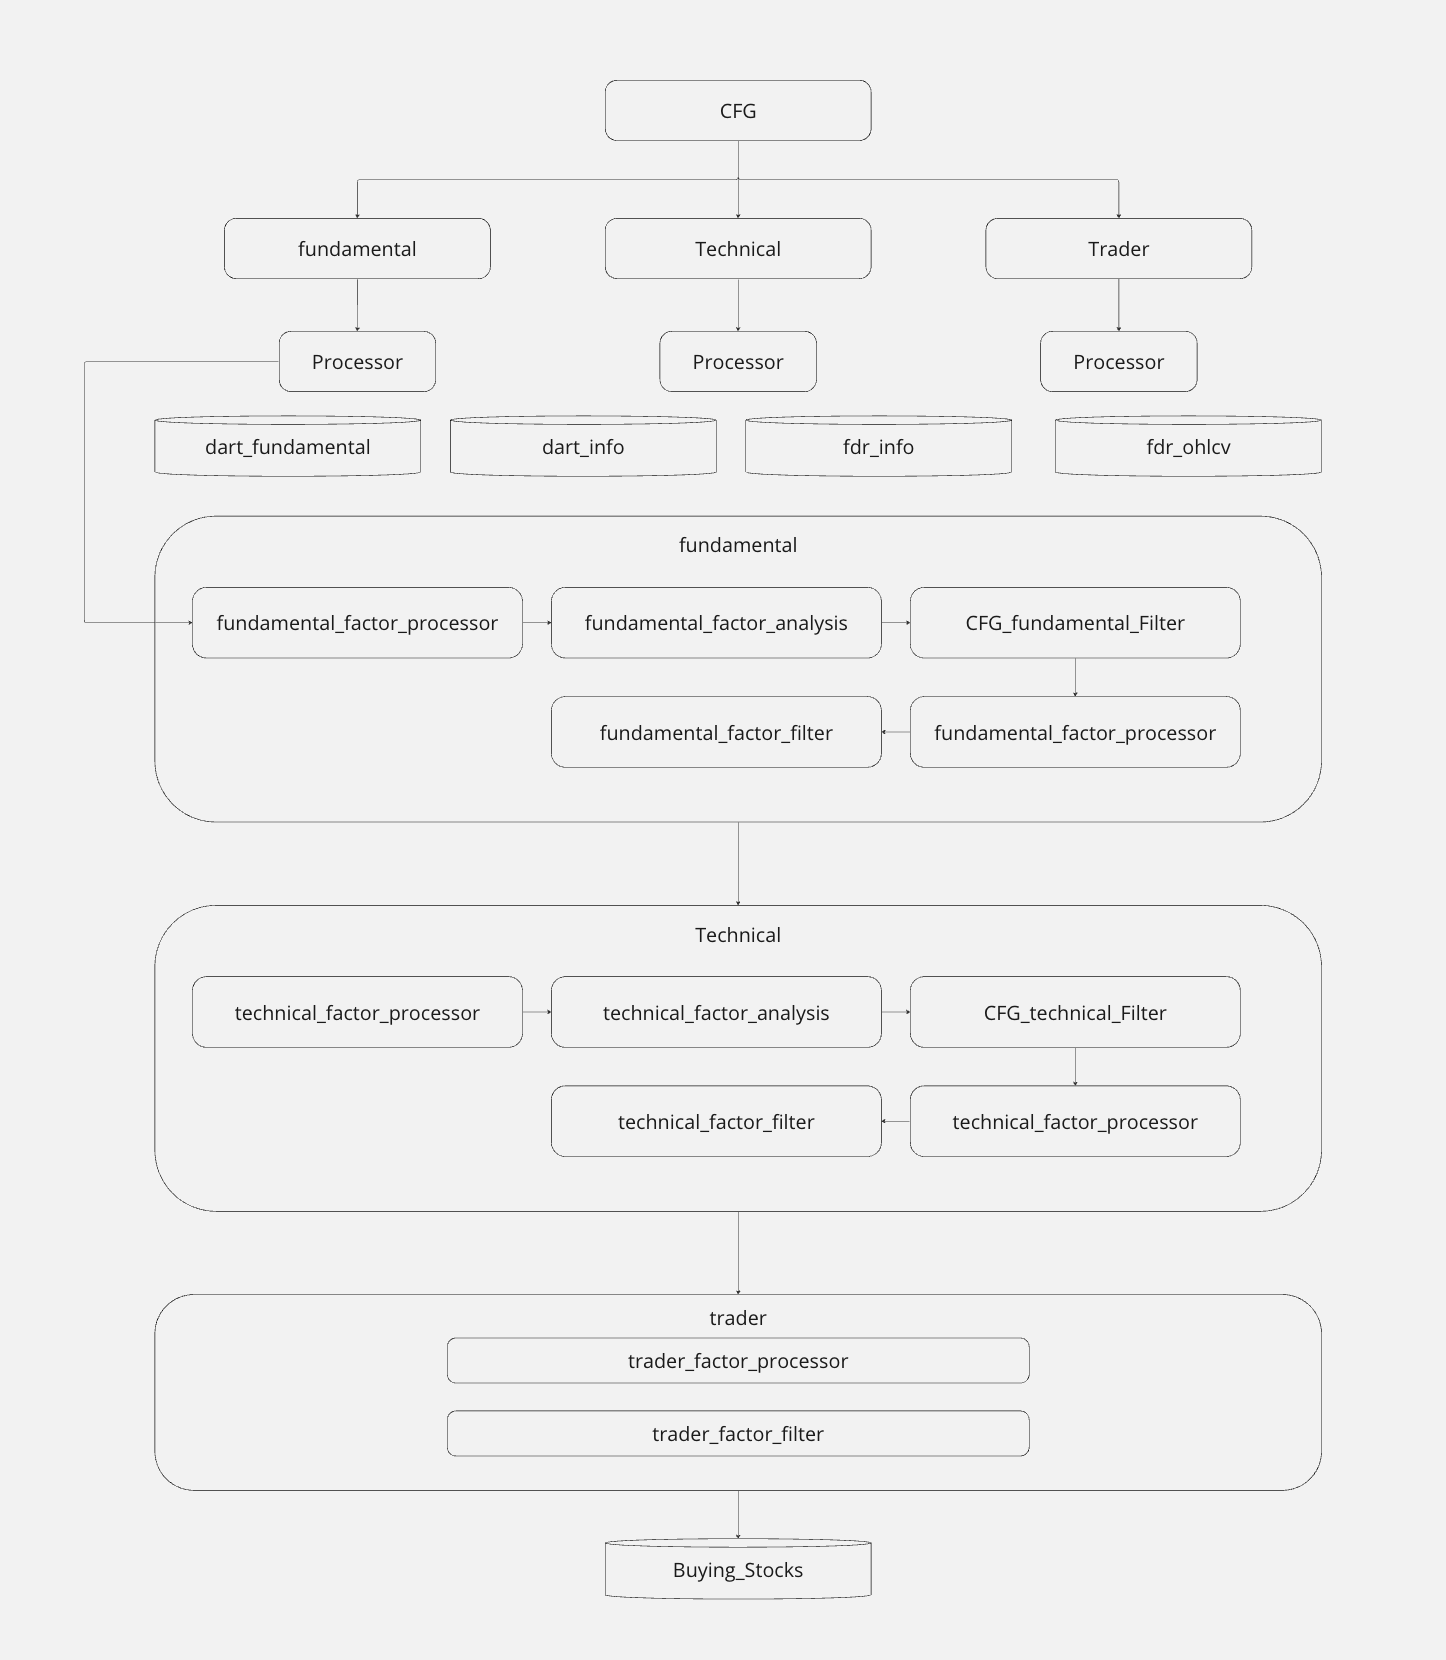 CFG
fundamental
Technical
Trader
Processor
Processor
Processor
dart_fundamental
dart_info
fdr_info
fdr_ohlcv
fundamental
fundamental_factor_processor
fundamental_factor_analysis
CFG_fundamental_Filter
fundamental_factor_filter
fundamental_factor_processor
Technical
technical_factor_processor
technical_factor_analysis
CFG_technical_Filter
technical_factor_filter
technical_factor_processor
trader
trader_factor_processor
trader_factor_filter
Buying_Stocks